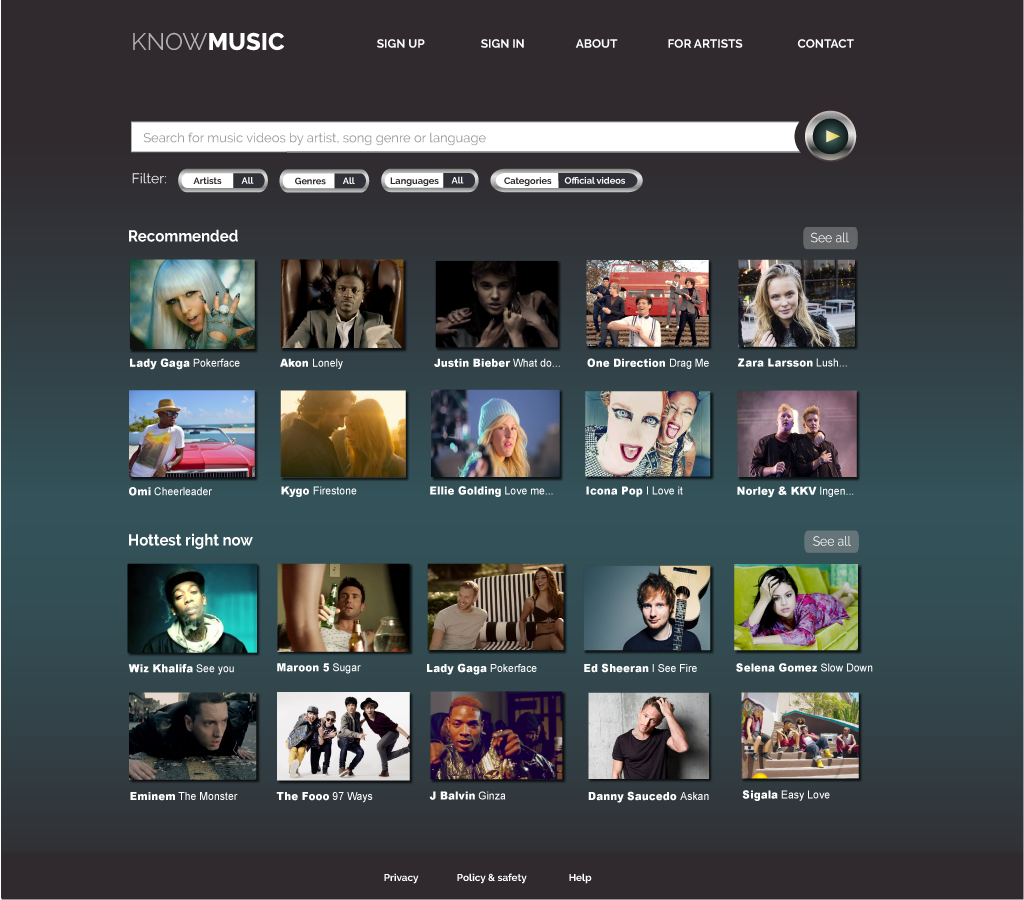 KNOWMUSIC
SIGN UP SIGN IN ABOUT FOR ARTISTS CONTACT
Search for music videos by artist, song genre or language
Filter: Artists All Genres All Languages All Categories Official videos
Recommended See all
Lady Gaga Pokerface Akon Lonely Justin Bieber What do... One Direction Drag Me Zara Larsson Lush...
Omi Cheerleader Kygo Firestone Ellie Golding Love me... Icona Pop I Love it Norley & KKV Ingen...
Hottest right now See all
Wiz Khalifa See you Maroon 5 Sugar Lady Gaga Pokerface Ed Sheeran I See Fire Selena Gomez Slow Down
Eminem The Monster The Fooo 97 Ways J Balvin Ginza Danny Saucedo Askan Sigala Easy Love
Privacy Policy & safety Help